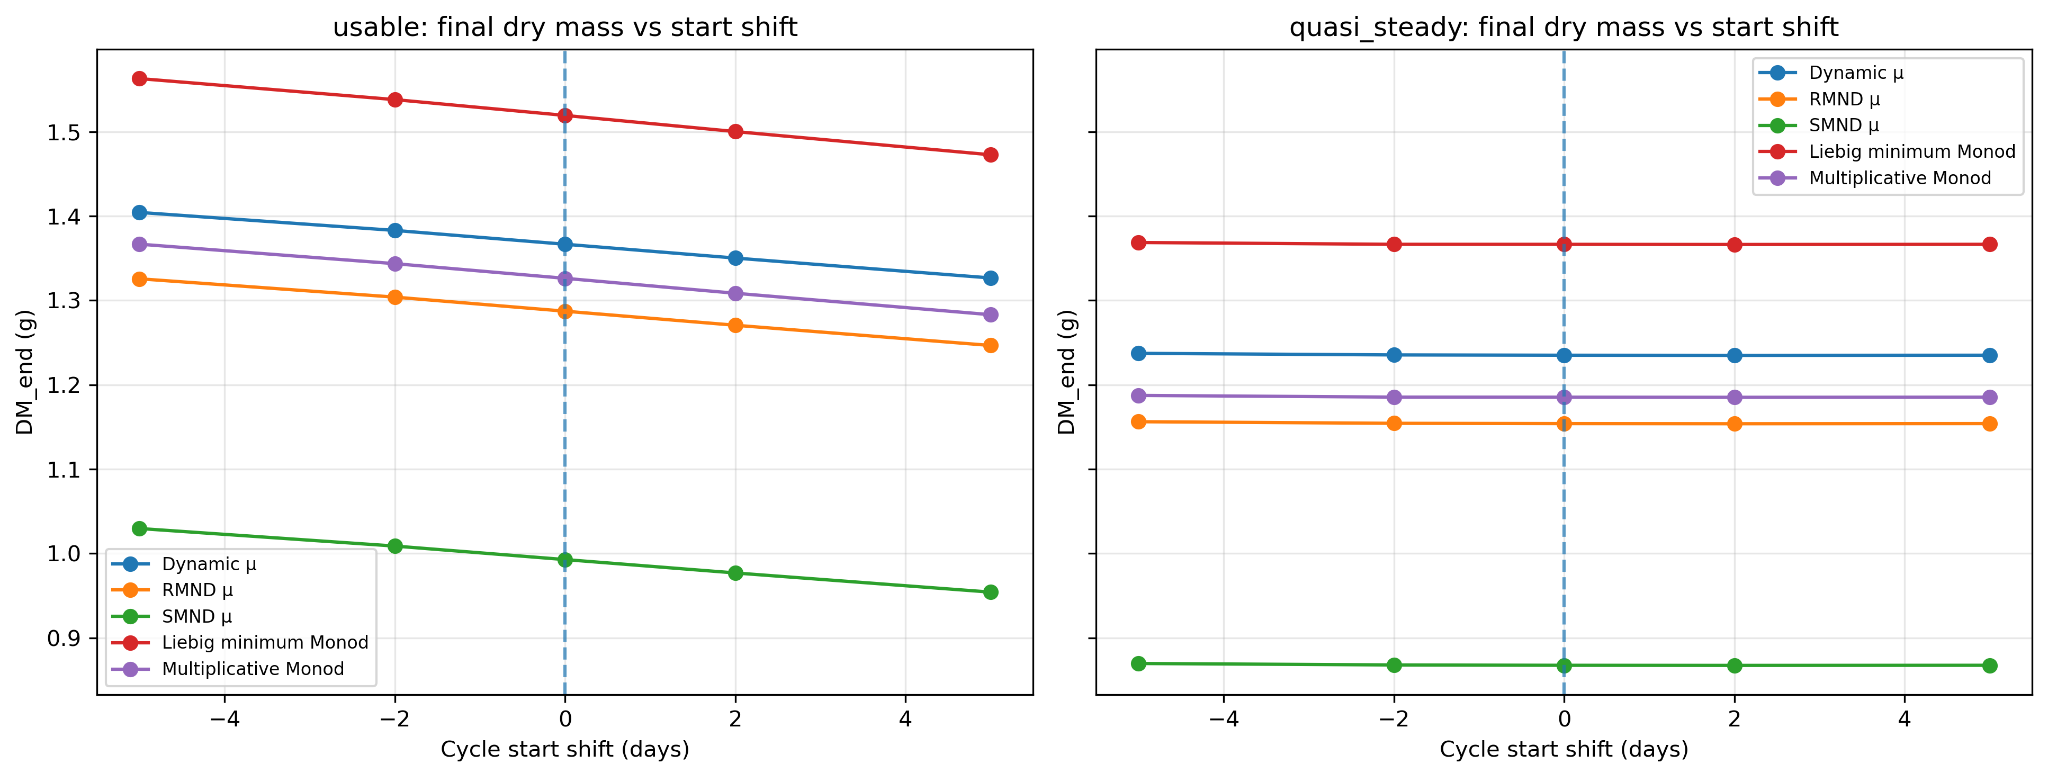 usable: final dry mass vs start shift
DM_end (g)
1.5
1.4
1.3
1.2
1.1
1.0
0.9
Dynamic μ
RMND μ
SMND μ
Liebig minimum Monod
Multiplicative Monod
−4
−2
0
2
4
Cycle start shift (days)
quasi_steady: final dry mass vs start shift
DM_end (g)
Dynamic μ
RMND μ
SMND μ
Liebig minimum Monod
Multiplicative Monod
−4
−2
0
2
4
Cycle start shift (days)